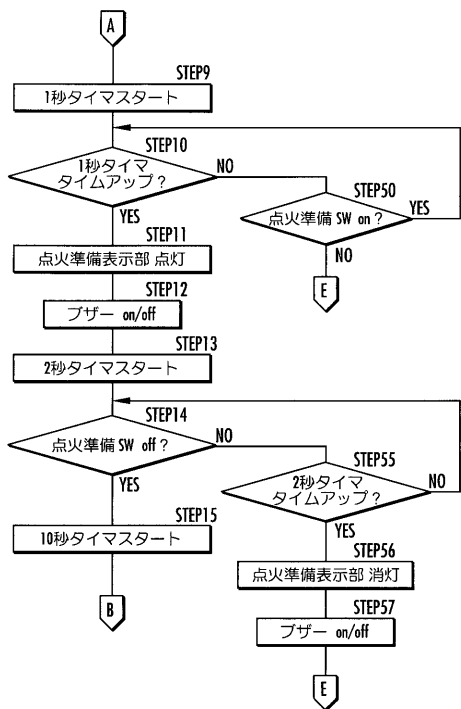 A
STEP9
1秒タイマスタート
STEP10
1秒タイマ
タイムアップ?
NO
YES
STEP50
点火準備 SW on?
YES
NO
E
STEP11
点火準備表示部 点灯
STEP12
ブザー on/off
STEP13
2秒タイマスタート
STEP14
点火準備 SW off?
NO
YES
STEP55
2秒タイマ
タイムアップ?
NO
YES
STEP15
10秒タイマスタート
B
STEP56
点火準備表示部 消灯
STEP57
ブザー on/off
E